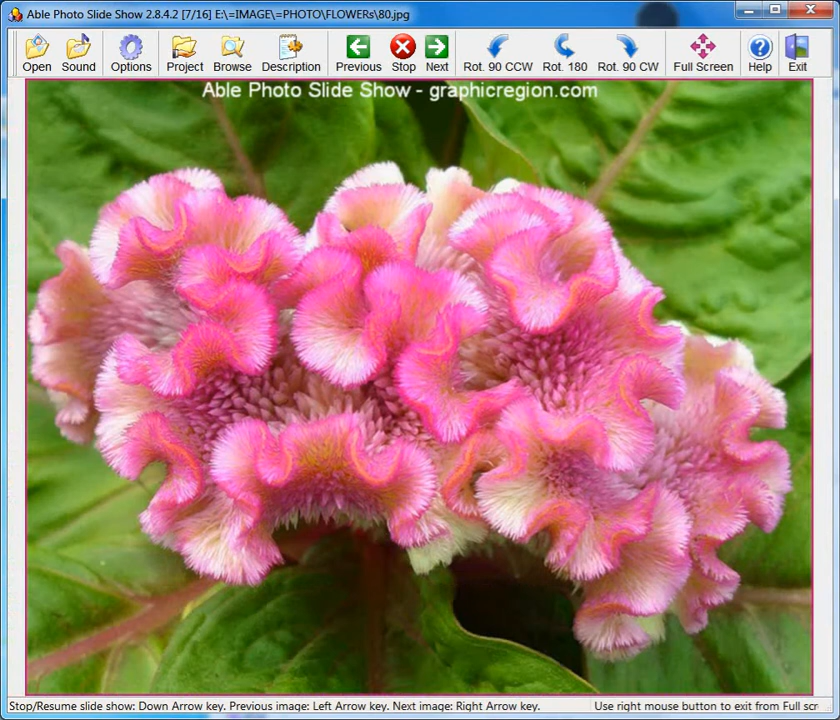 Able Photo Slide Show 2.8.4.2 [7/16] E:\=IMAGE\=PHOTO\FLOWERs\80.jpg
Open Sound Options Project Browse Description Previous Stop Next Rot. 90 CCW Rot. 180 Rot. 90 CW Full Screen Help Exit
Able Photo Slide Show - graphicregion.com
Stop/Resume slide show: Down Arrow key. Previous image: Left Arrow key. Next image: Right Arrow key. Use right mouse button to exit from Full scr